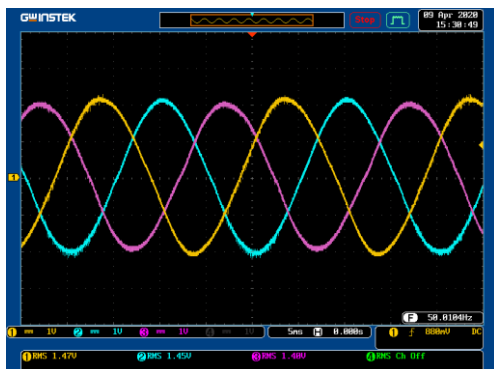 GWINSTEK Stop 09 Apr 2020
15:30:49
1
F 50.0104Hz
1 1V 2 1V 3 1V 4 1V 5ms H 0.000s 1 880mV DC
1 RMS 1.47V 2 RMS 1.45V 3 RMS 1.40V 4 RMS Ch Off